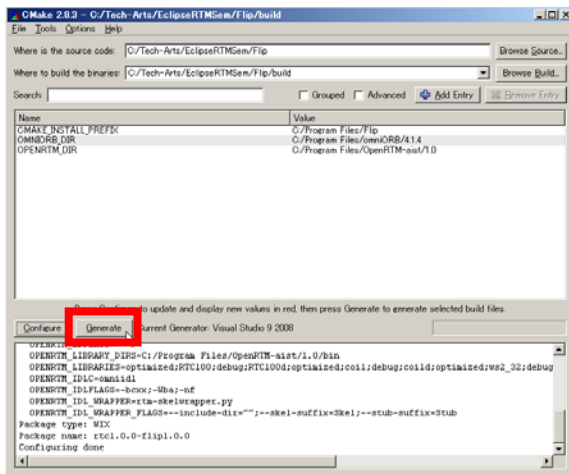 CMake 2.8.3 - C:/Tech-Arts/EclipseRTMSem/Flip/build
File Tools Options Help
Where is the source code: C:/Tech-Arts/EclipseRTMSem/Flip Browse Source...
Where to build the binaries: C:/Tech-Arts/EclipseRTMSem/Flip/build Browse Build...
Search: Grouped Advanced Add Entry Remove Entry
Name Value
CMAKE_INSTALL_PREFIX C:/Program Files/Flip
OMNIORB_DIR C:/Program Files/omniORB/4.1.4
OPENRTM_DIR C:/Program Files/OpenRTM-aist/1.0
to update and display new values in red, then press Generate to generate selected build files.
Configure Generate Current Generator: Visual Studio 9 2008
OPENRTM_LIBRARY_DIRS=C:/Program Files/OpenRTM-aist/1.0/bin
OPENRTM_LIBRARIES=optimized;RTC100;debug;RTC100d;optimized;coil;debug;coild;optimized;ws2_32;debug
OPENRTM_IDLC=omniidl
OPENRTM_IDLFLAGS=-bcxx;-Wba;-nf
OPENRTM_IDL_WRAPPER=rtm-skelwrapper.py
OPENRTM_IDL_WRAPPER_FLAGS=--include-dir="";--skel-suffix=Skel;--stub-suffix=Stub
Package type: WIX
Package name: rtc1.0.0-flip1.0.0
Configuring done